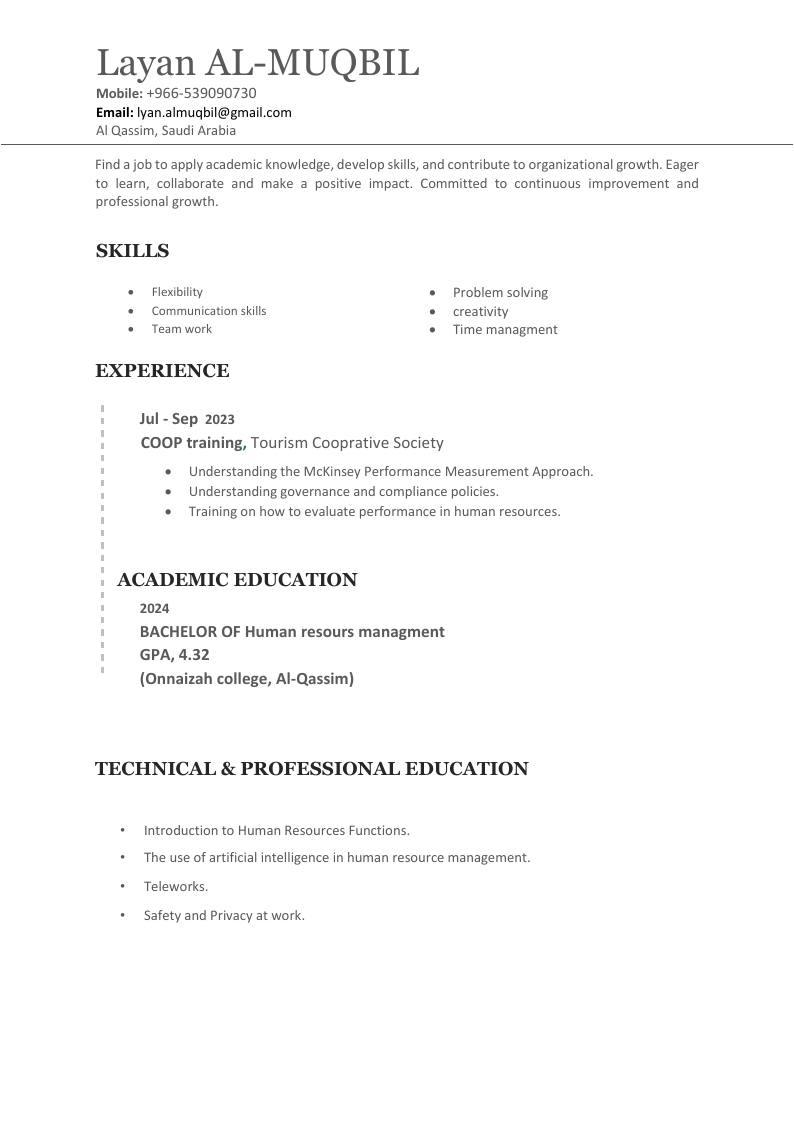 Layan AL-MUQBIL
Mobile: +966-539090730
Email: lyan.almuqbil@gmail.com
Al Qassim, Saudi Arabia
Find a job to apply academic knowledge, develop skills, and contribute to organizational growth. Eager
to learn, collaborate and make a positive impact. Committed to continuous improvement and
professional growth.
SKILLS
• Flexibility
• Communication skills
• Team work
• Problem solving
• creativity
• Time managment
EXPERIENCE
Jul - Sep 2023
COOP training, Tourism Cooprative Society
• Understanding the McKinsey Performance Measurement Approach.
• Understanding governance and compliance policies.
• Training on how to evaluate performance in human resources.
ACADEMIC EDUCATION
2024
BACHELOR OF Human resours managment
GPA, 4.32
(Onnaizah college, Al-Qassim)
TECHNICAL & PROFESSIONAL EDUCATION
• Introduction to Human Resources Functions.
• The use of artificial intelligence in human resource management.
• Teleworks.
• Safety and Privacy at work.